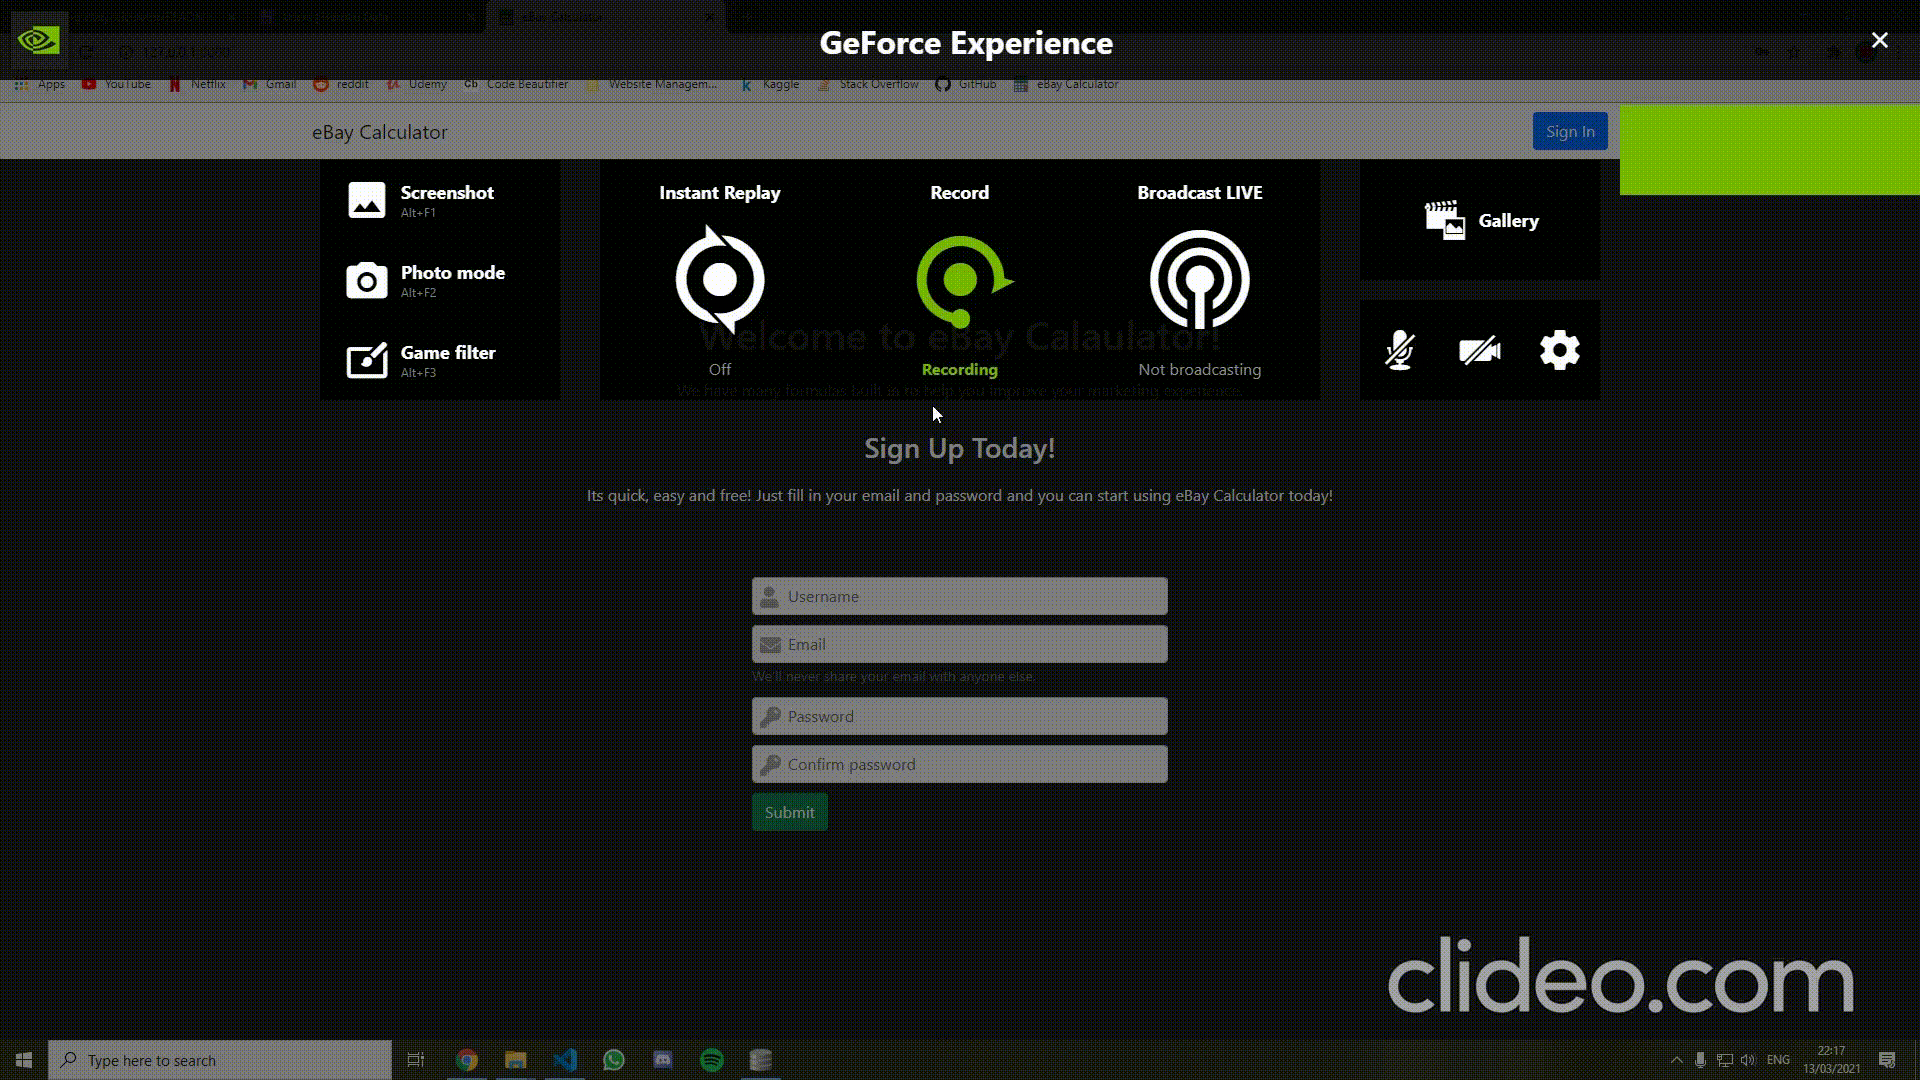 GeForce Experience
Apps YouTube Netflix Gmail reddit Udemy Code Beautifier Website Managem... Kaggle Stack Overflow GitHub eBay Calculator
eBay Calculator
Sign In
Screenshot
Alt+F1
Photo mode
Alt+F2
Game filter
Alt+F3
Instant Replay
Off
Record
Recording
Broadcast LIVE
Not broadcasting
Gallery
Welcome to eBay Calaulator!
We have many formulas built in to help you improve your marketing experience.
Sign Up Today!
Its quick, easy and free! Just fill in your email and password and you can start using eBay Calculator today!
Username
Email
We'll never share your email with anyone else.
Password
Confirm password
Submit
clideo.com
Type here to search
ENG
22:17
13/03/2021